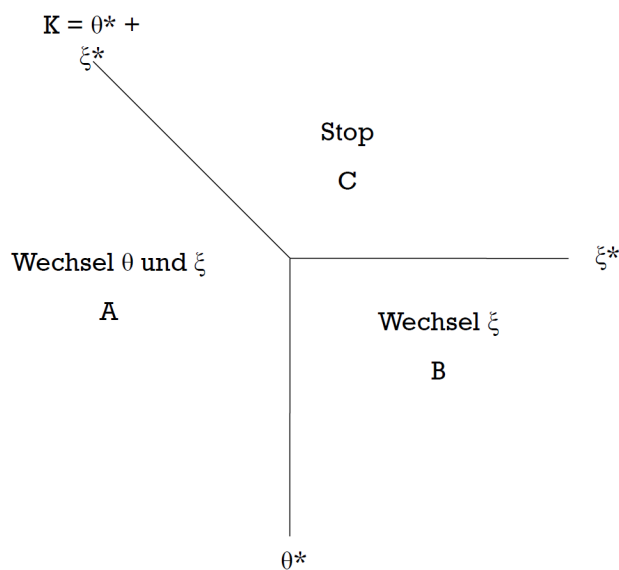 K = θ* +
ξ*
Stop
C
Wechsel θ und ξ
A
ξ*
Wechsel ξ
B
θ*